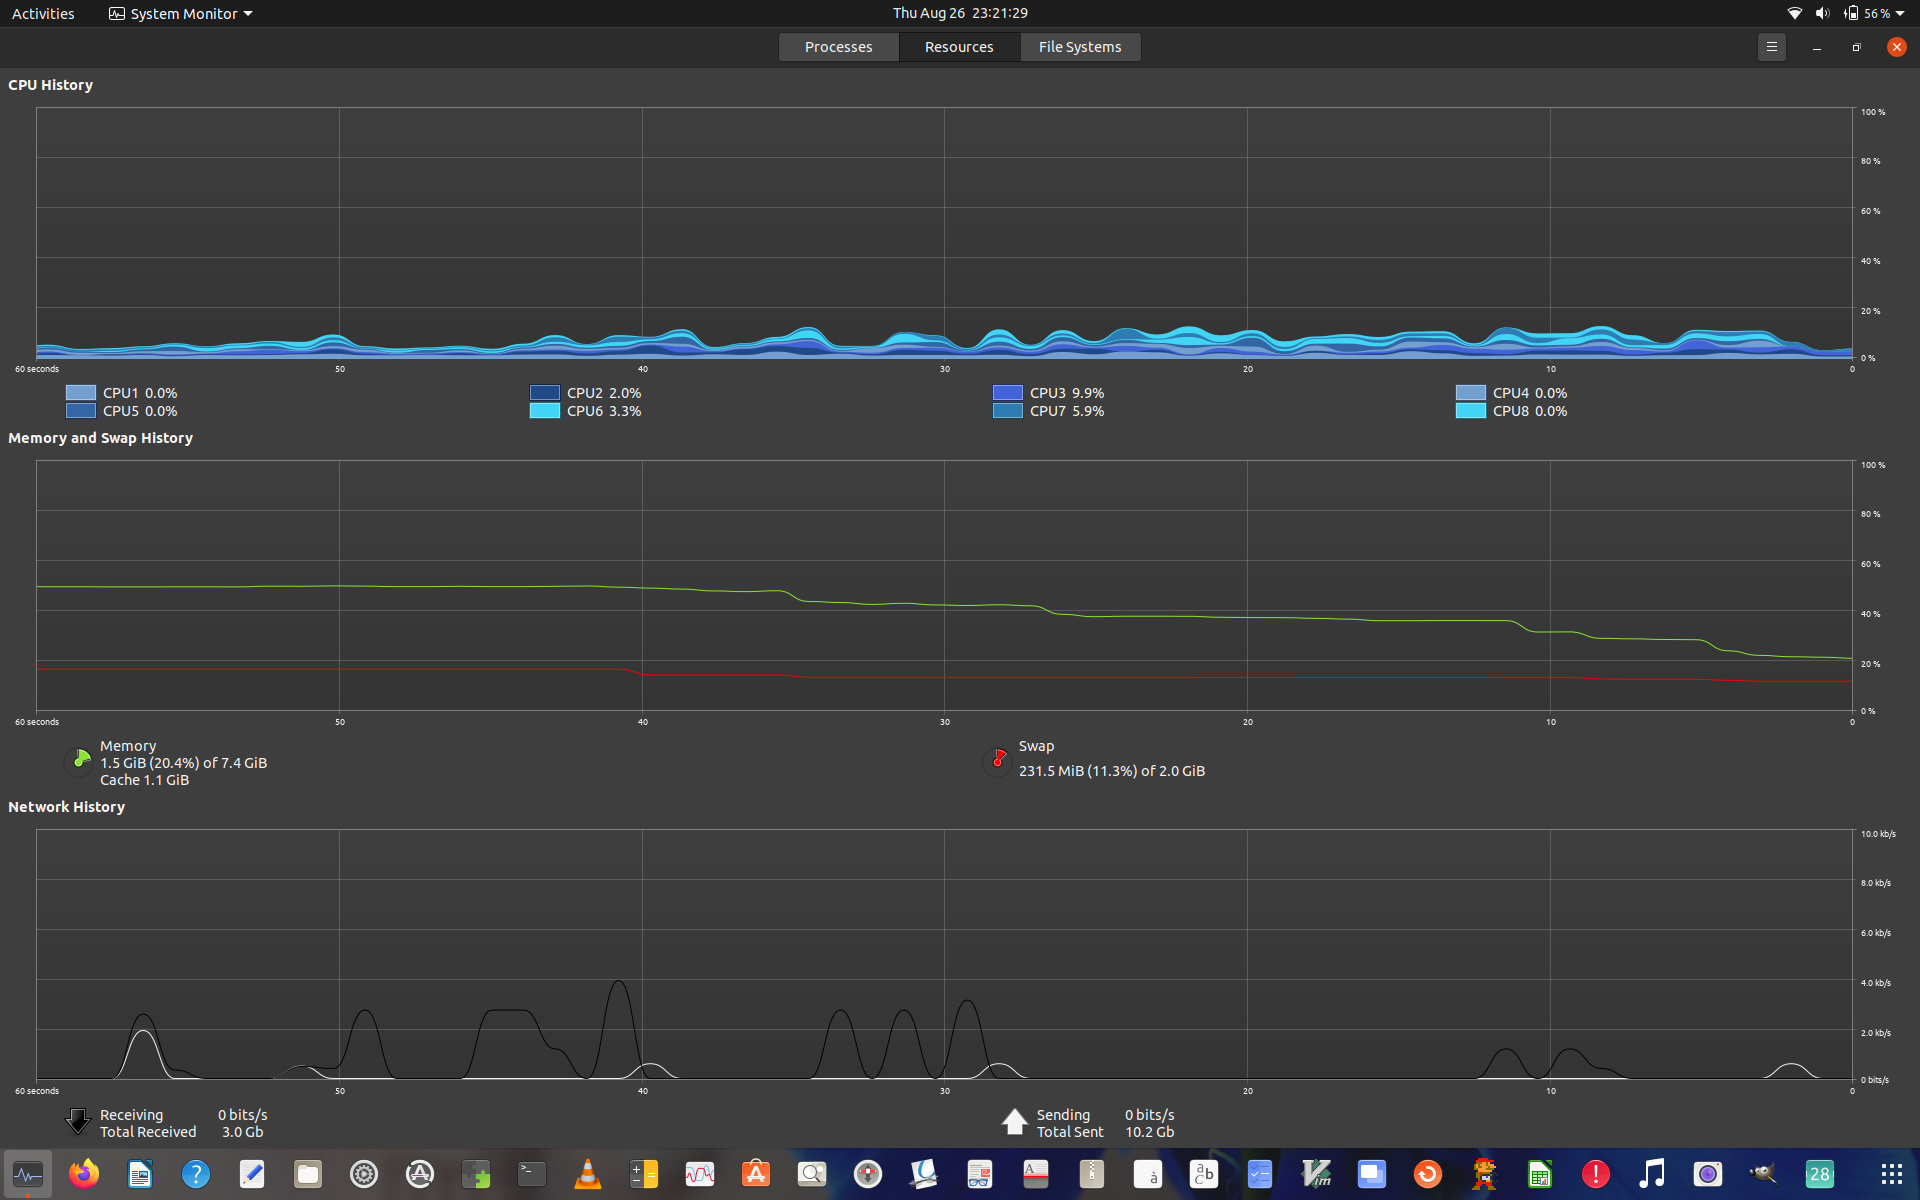 Activities System Monitor Thu Aug 26 23:21:29 56 %
Processes Resources File Systems
CPU History
100 %
80 %
60 %
40 %
20 %
0 %
60 seconds 50 40 30 20 10 0
CPU1 0.0% CPU2 2.0% CPU3 9.9% CPU4 0.0%
CPU5 0.0% CPU6 3.3% CPU7 5.9% CPU8 0.0%
Memory and Swap History
100 %
80 %
60 %
40 %
20 %
0 %
60 seconds 50 40 30 20 10 0
Memory
1.5 GiB (20.4%) of 7.4 GiB
Cache 1.1 GiB
Swap
231.5 MiB (11.3%) of 2.0 GiB
Network History
10.0 kb/s
8.0 kb/s
6.0 kb/s
4.0 kb/s
2.0 kb/s
0 bits/s
60 seconds 50 40 30 20 10 0
Receiving 0 bits/s
Total Received 3.0 Gb
Sending 0 bits/s
Total Sent 10.2 Gb
? >_ A à a b c Vim ! 28